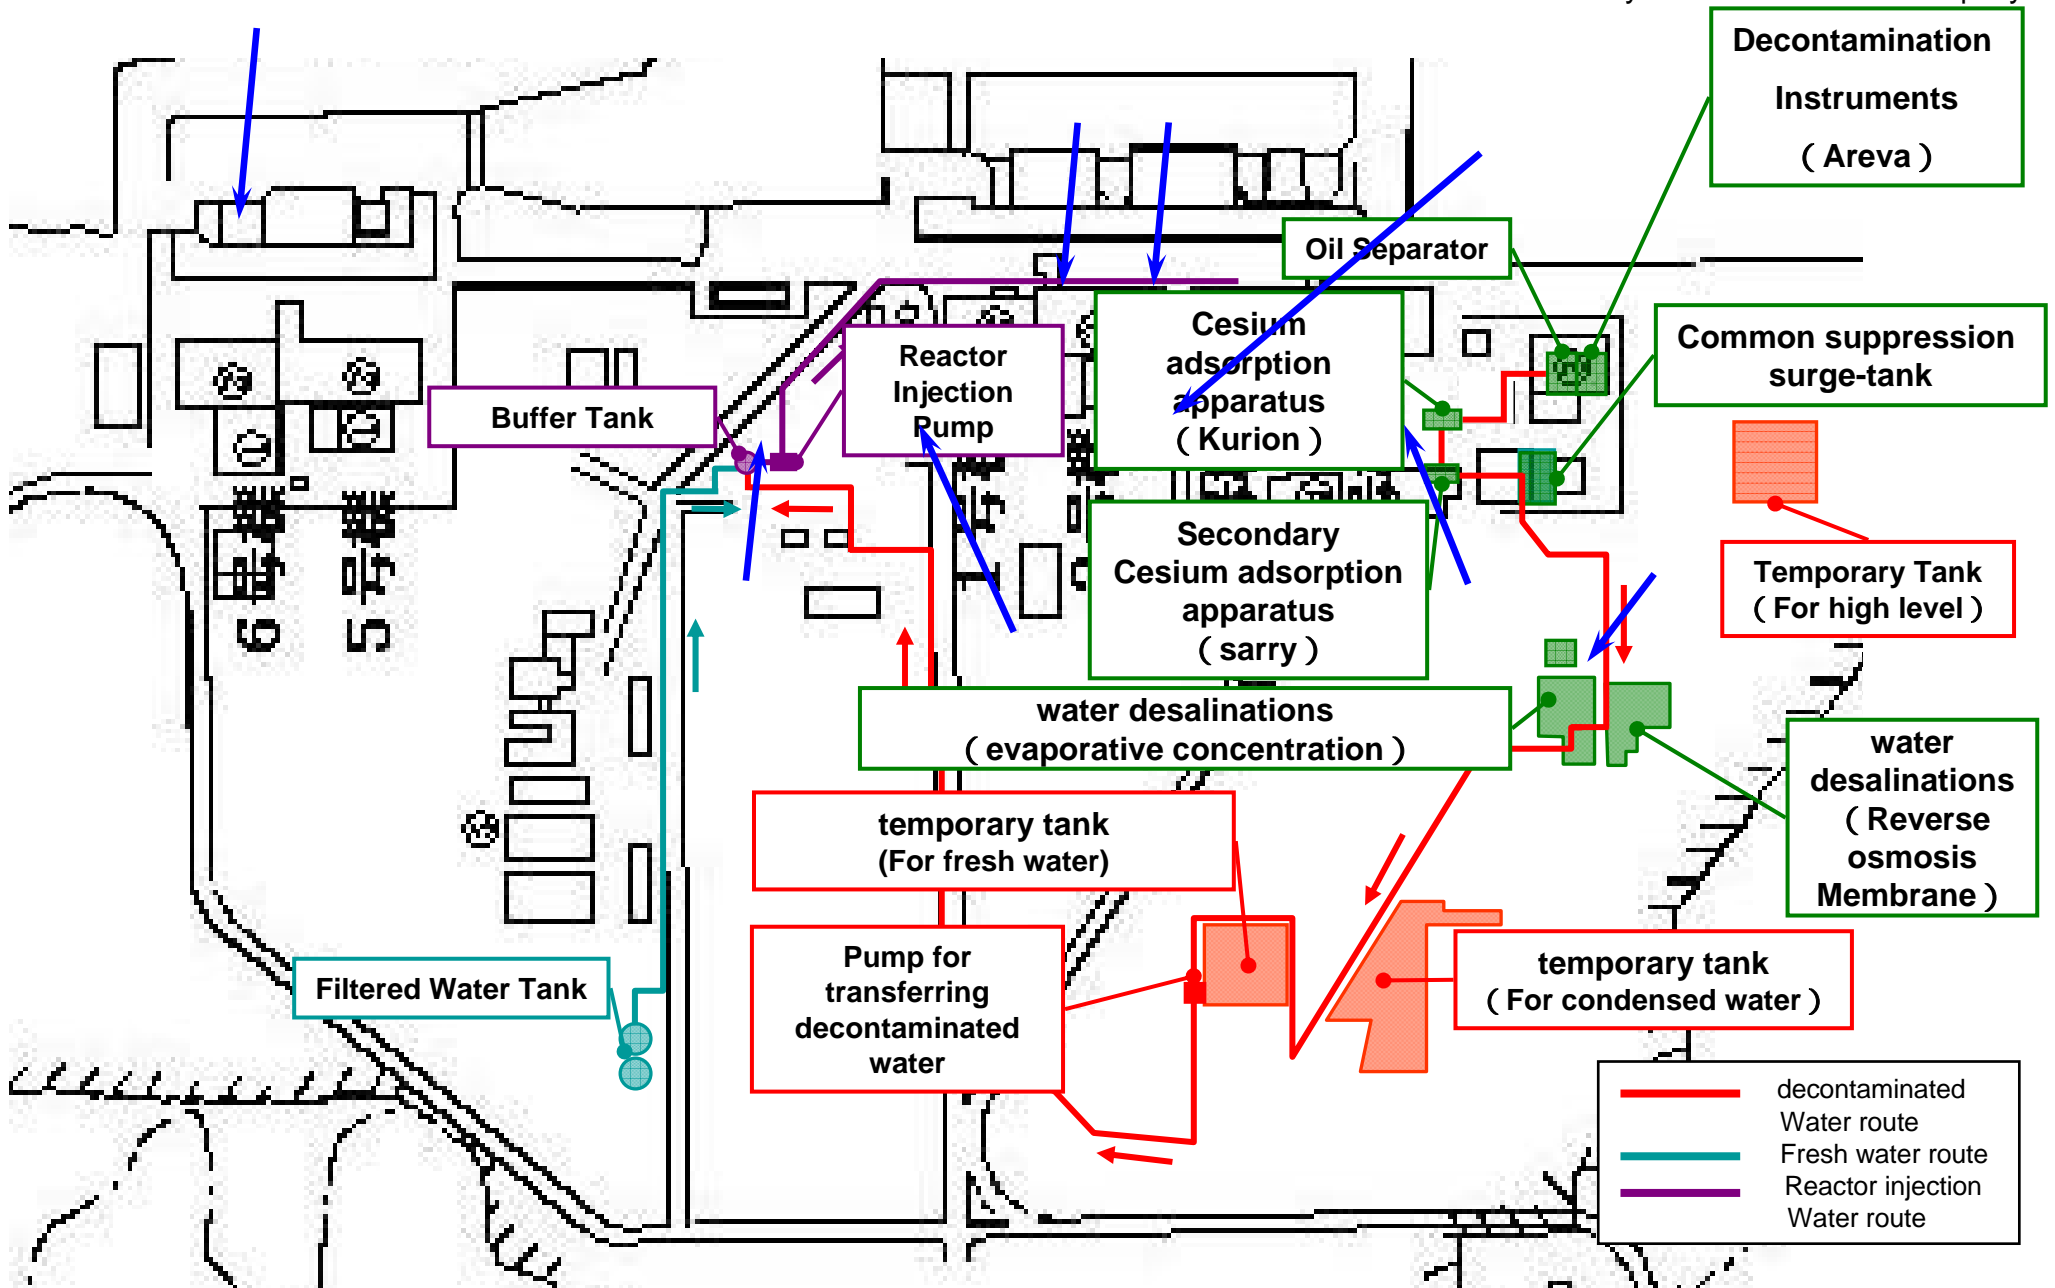 Decontamination
Instruments
( Areva )
Oil Separator
Common suppression
surge-tank
Cesium
adsorption
apparatus
( Kurion )
Reactor
Injection
Pump
Buffer Tank
Secondary
Cesium adsorption
apparatus
( sarry )
Temporary Tank
( For high level )
water desalinations
( evaporative concentration )
water
desalinations
( Reverse
osmosis
Membrane )
temporary tank
(For fresh water)
Pump for
transferring
decontaminated
water
Filtered Water Tank
temporary tank
( For condensed water )
decontaminated
Water route
Fresh water route
Reactor injection
Water route
6
5